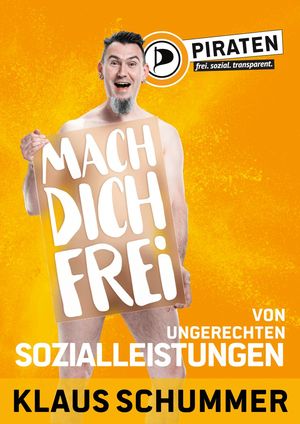 PIRATEN
frei. sozial. transparent.
MACH
DICH
FREi
VON
UNGERECHTEN
SOZIALLEISTUNGEN
KLAUS SCHUMMER